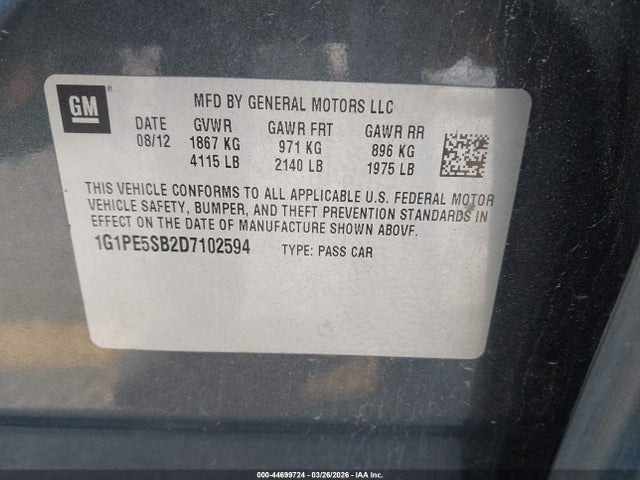 GM
MFD BY GENERAL MOTORS LLC
DATE GVWR GAWR FRT GAWR RR
08/12 1867 KG 971 KG 896 KG
4115 LB 2140 LB 1975 LB
THIS VEHICLE CONFORMS TO ALL APPLICABLE U.S. FEDERAL MOTOR
VEHICLE SAFETY, BUMPER, AND THEFT PREVENTION STANDARDS IN
EFFECT ON THE DATE OF MANUFACTURE SHOWN ABOVE.
1G1PE5SB2D7102594 TYPE: PASS CAR
000-44699724 | 03/26/2026 | IAA Inc.